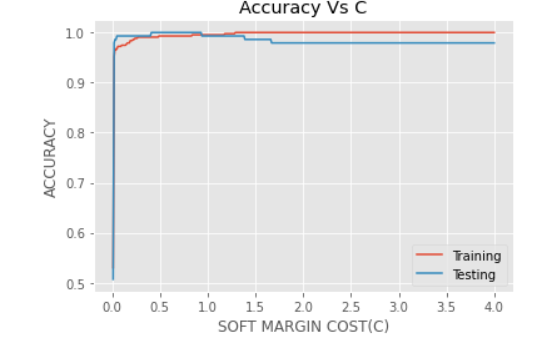 Accuracy Vs C
1.0
0.9
0.8
0.7
0.6
0.5
ACCURACY
Training
Testing
0.0 0.5 1.0 1.5 2.0 2.5 3.0 3.5 4.0
SOFT MARGIN COST(C)